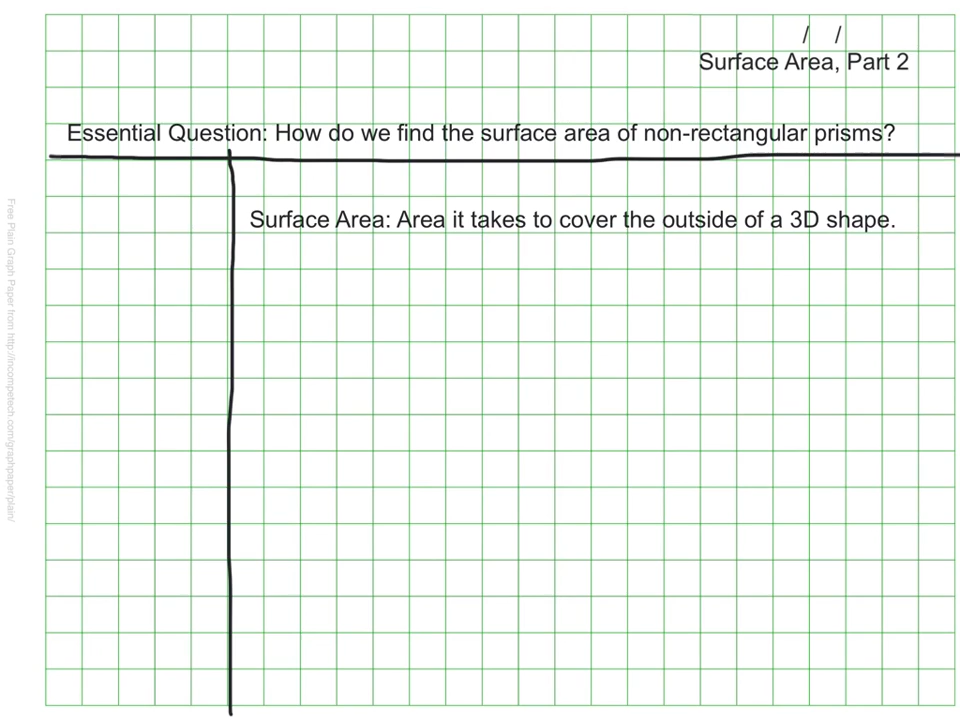 / /
Surface Area, Part 2
Essential Question: How do we find the surface area of non-rectangular prisms?
Surface Area: Area it takes to cover the outside of a 3D shape.
Free Plain Graph Paper from http://incompetech.com/graphpaper/plain/